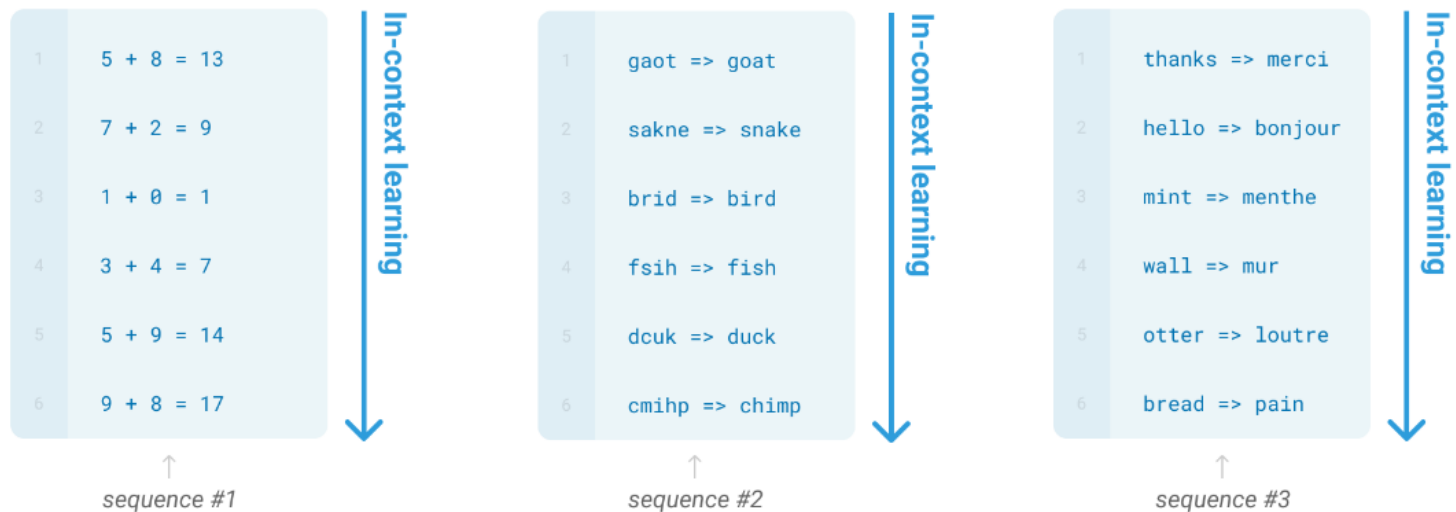 1 5 + 8 = 13
2 7 + 2 = 9
3 1 + 0 = 1
4 3 + 4 = 7
5 5 + 9 = 14
6 9 + 8 = 17
In-context learning
sequence #1
1 gaot => goat
2 sakne => snake
3 brid => bird
4 fsih => fish
5 dcuk => duck
6 cmihp => chimp
In-context learning
sequence #2
1 thanks => merci
2 hello => bonjour
3 mint => menthe
4 wall => mur
5 otter => loutre
6 bread => pain
In-context learning
sequence #3